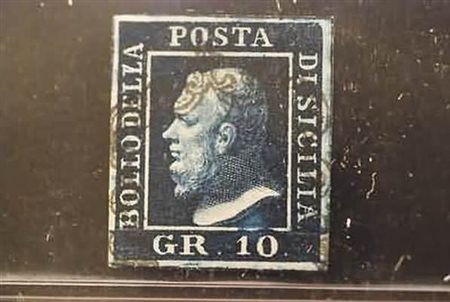 BOLLO DELLA
POSTA
DI SICILIA
GR. 10.